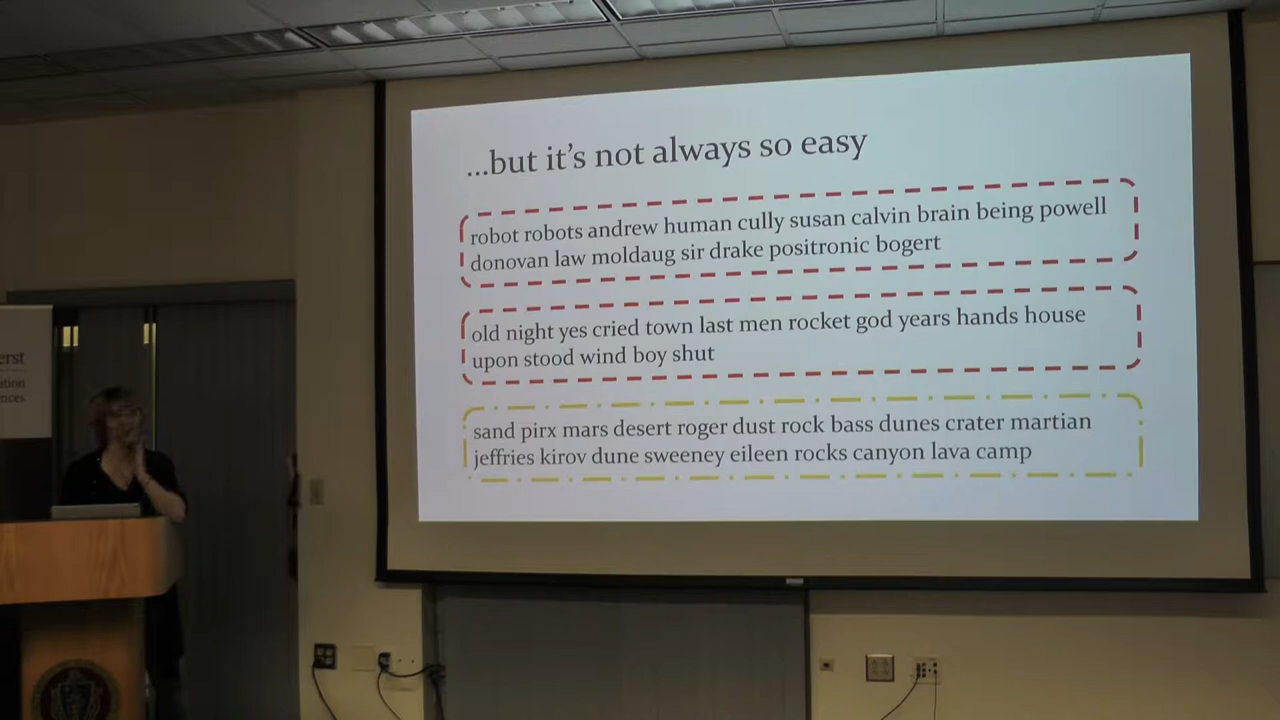 ...but it's not always so easy
robot robots andrew human cully susan calvin brain being powell
donovan law moldaug sir drake positronic bogert
old night yes cried town last men rocket god years hands house
upon stood wind boy shut
sand pirx mars desert roger dust rock bass dunes crater martian
jeffries kirov dune sweeney eileen rocks canyon lava camp
erst
ation
nces